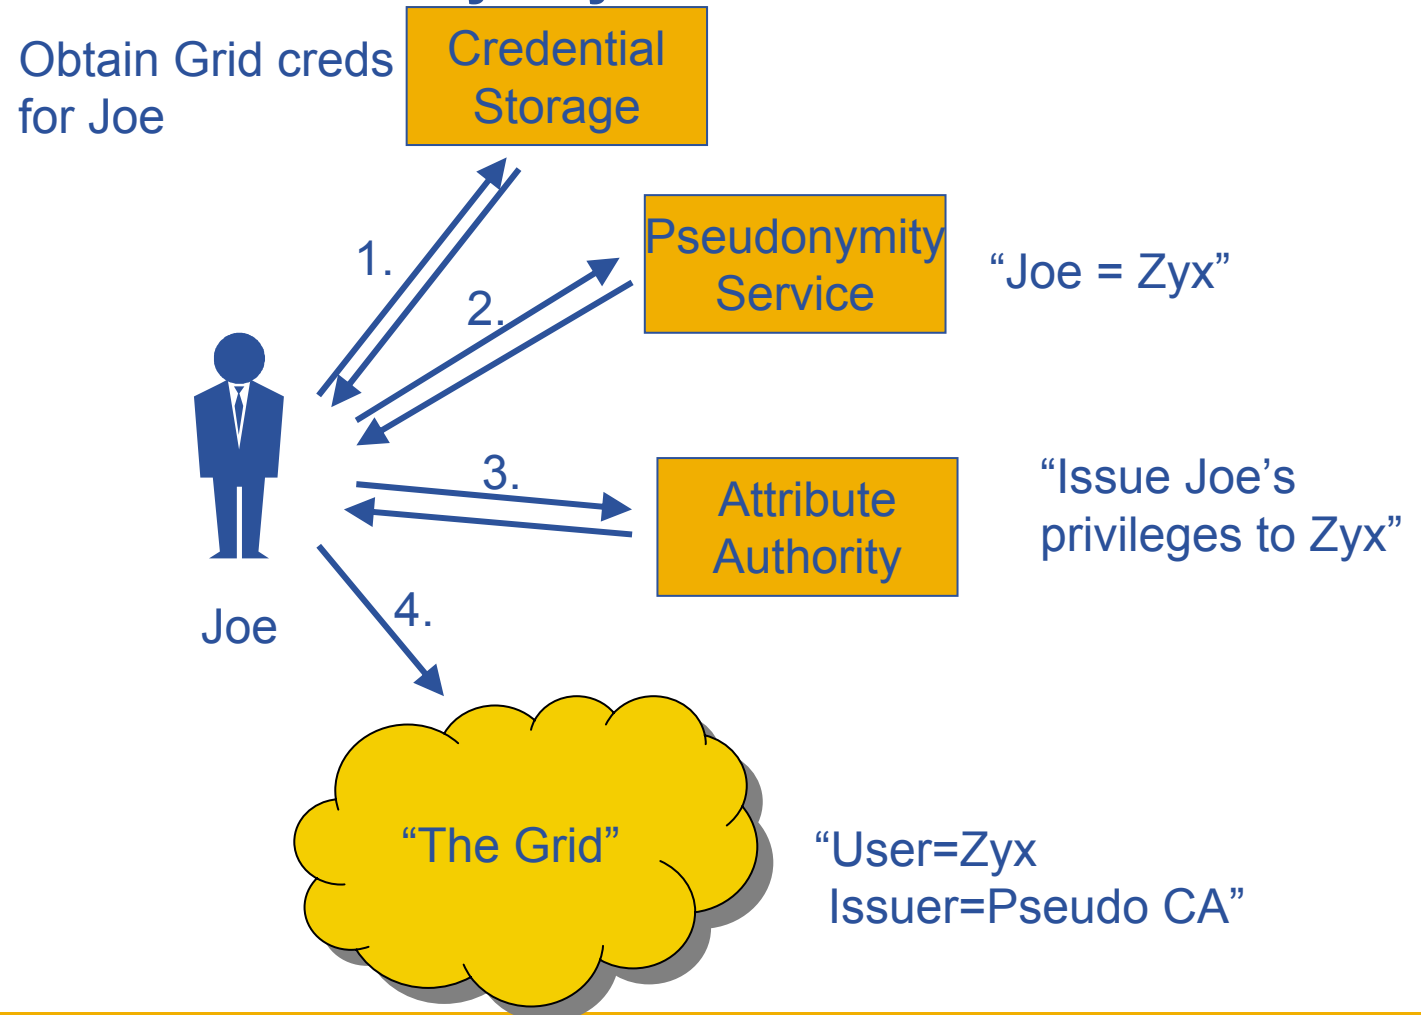 Obtain Grid creds
for Joe
Credential
Storage
1.
Pseudonymity
Service
“Joe = Zyx”
2.
3.
Attribute
Authority
“Issue Joe’s
privileges to Zyx”
Joe
4.
“The Grid”
“User=Zyx
Issuer=Pseudo CA”